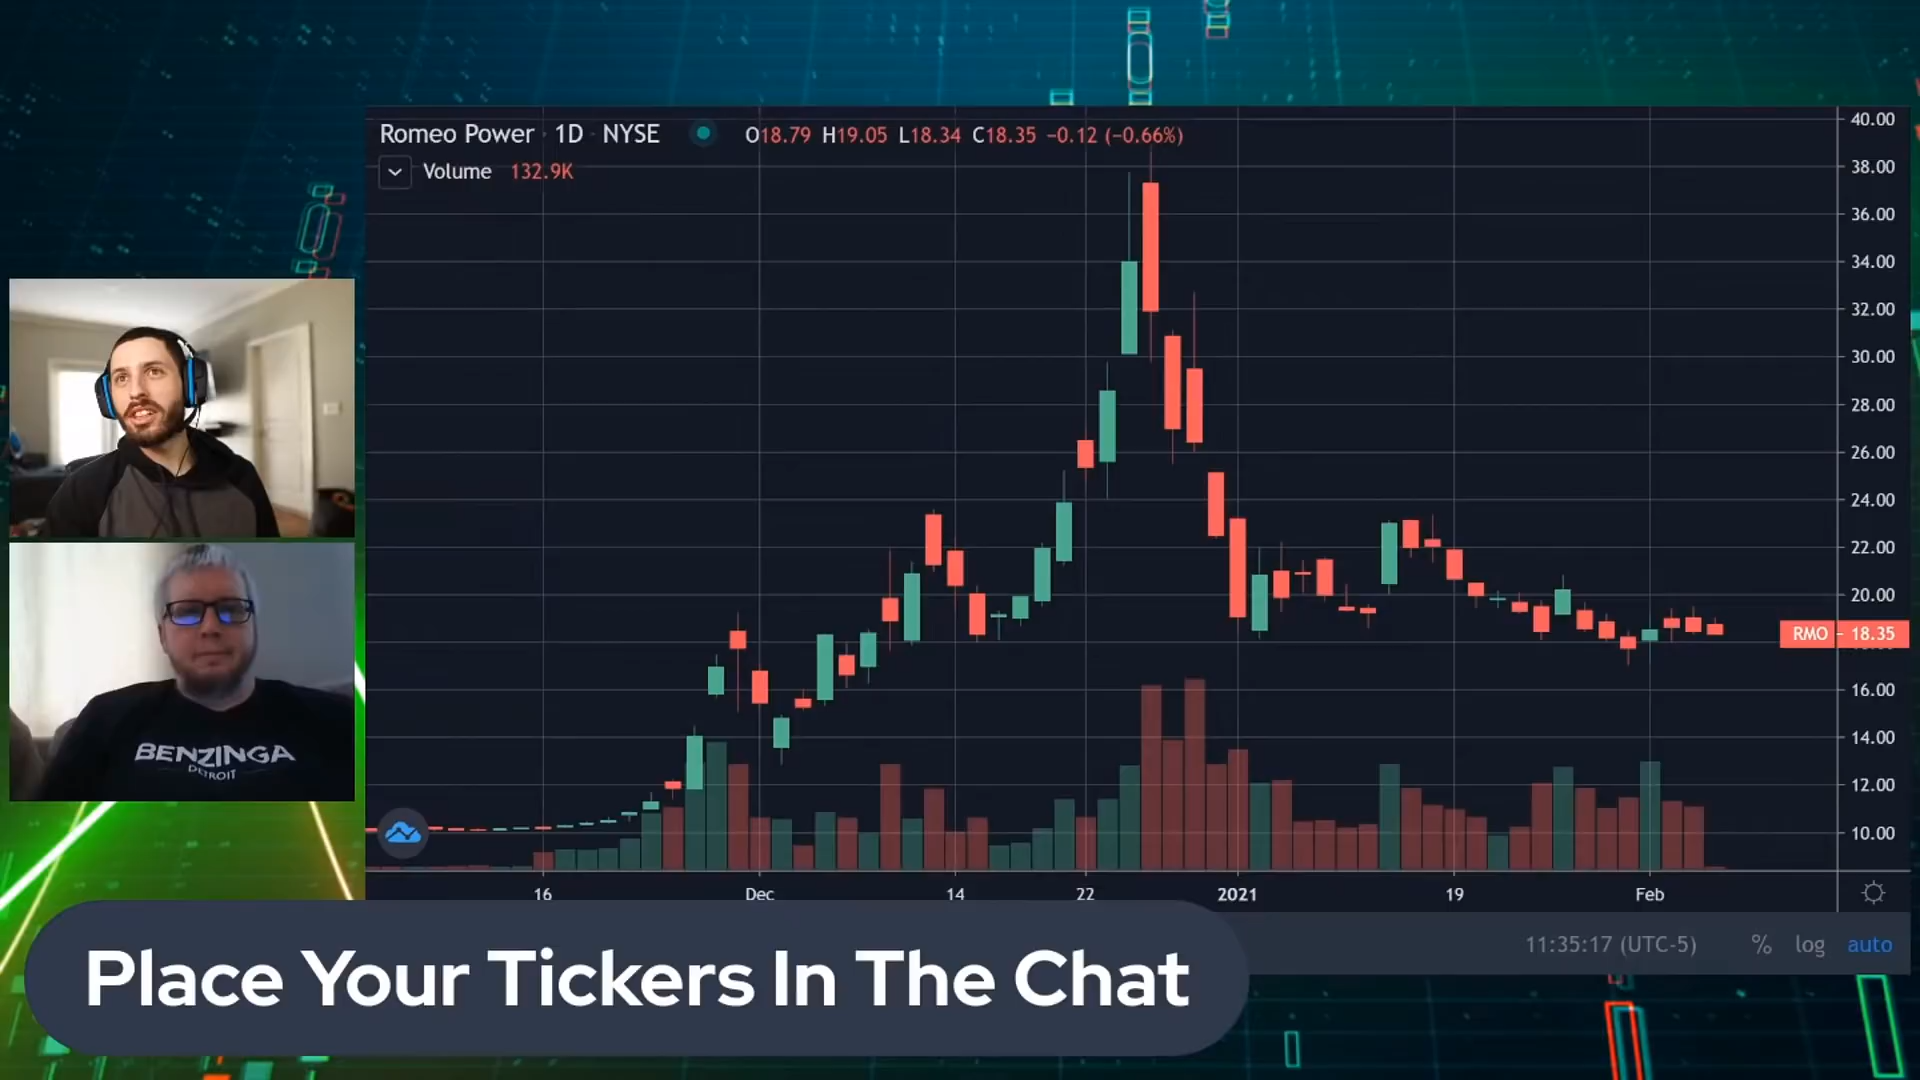 Romeo Power · 1D · NYSE O18.79 H19.05 L18.34 C18.35 −0.12 (−0.66%)
Volume 132.9K
40.00
38.00
36.00
34.00
32.00
30.00
28.00
26.00
24.00
22.00
20.00
RMO 18.35
16.00
14.00
12.00
10.00
BENZINGA
DETROIT
16 Dec 14 22 2021 19 Feb
11:35:17 (UTC-5) % log auto
Place Your Tickers In The Chat